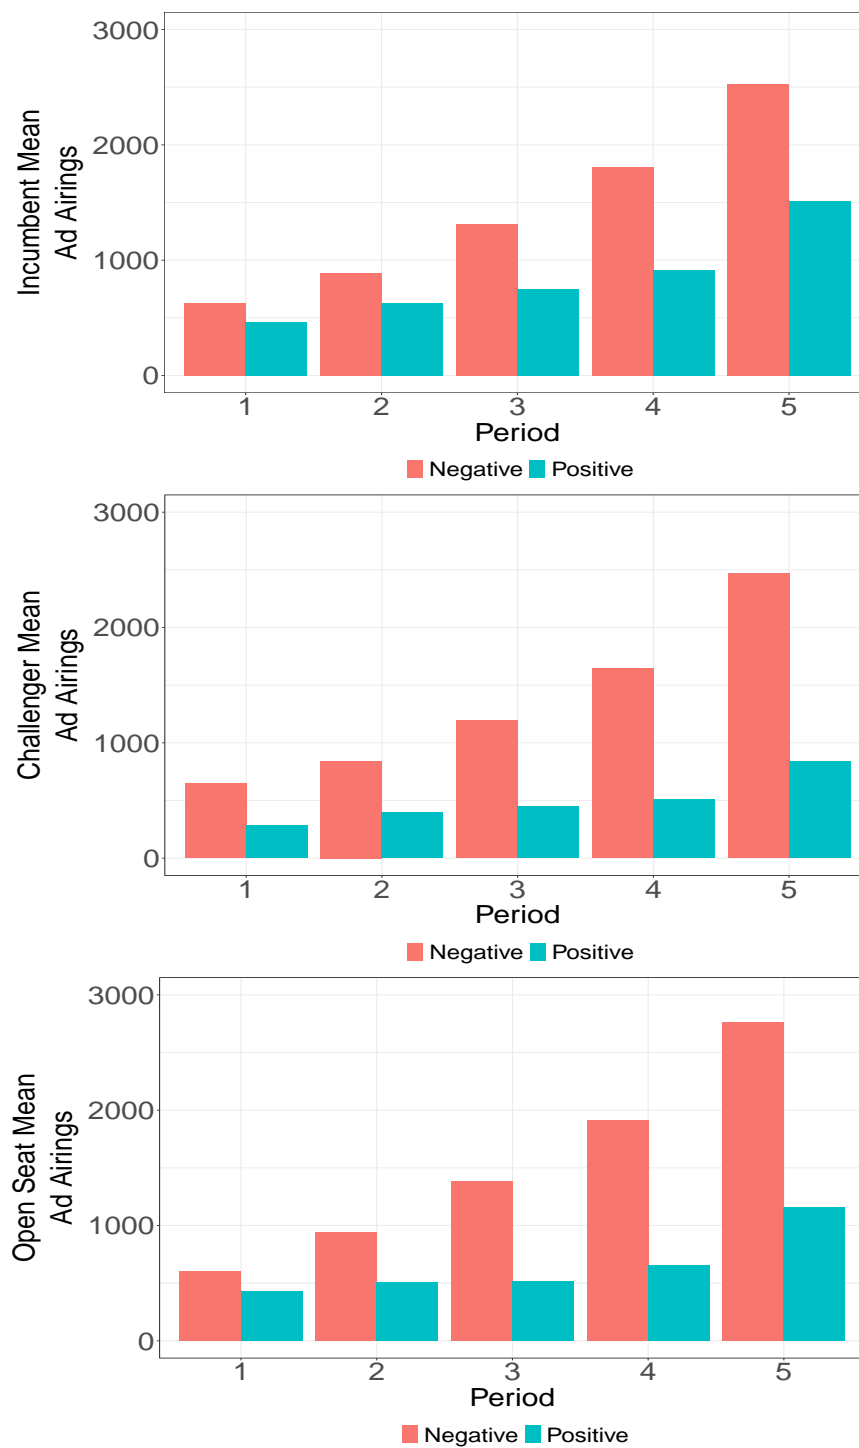 Incumbent Mean
Ad Airings
3000
2000
1000
0
1 2 3 4 5
Period
Negative Positive
Challenger Mean
Ad Airings
3000
2000
1000
0
1 2 3 4 5
Period
Negative Positive
Open Seat Mean
Ad Airings
3000
2000
1000
0
1 2 3 4 5
Period
Negative Positive